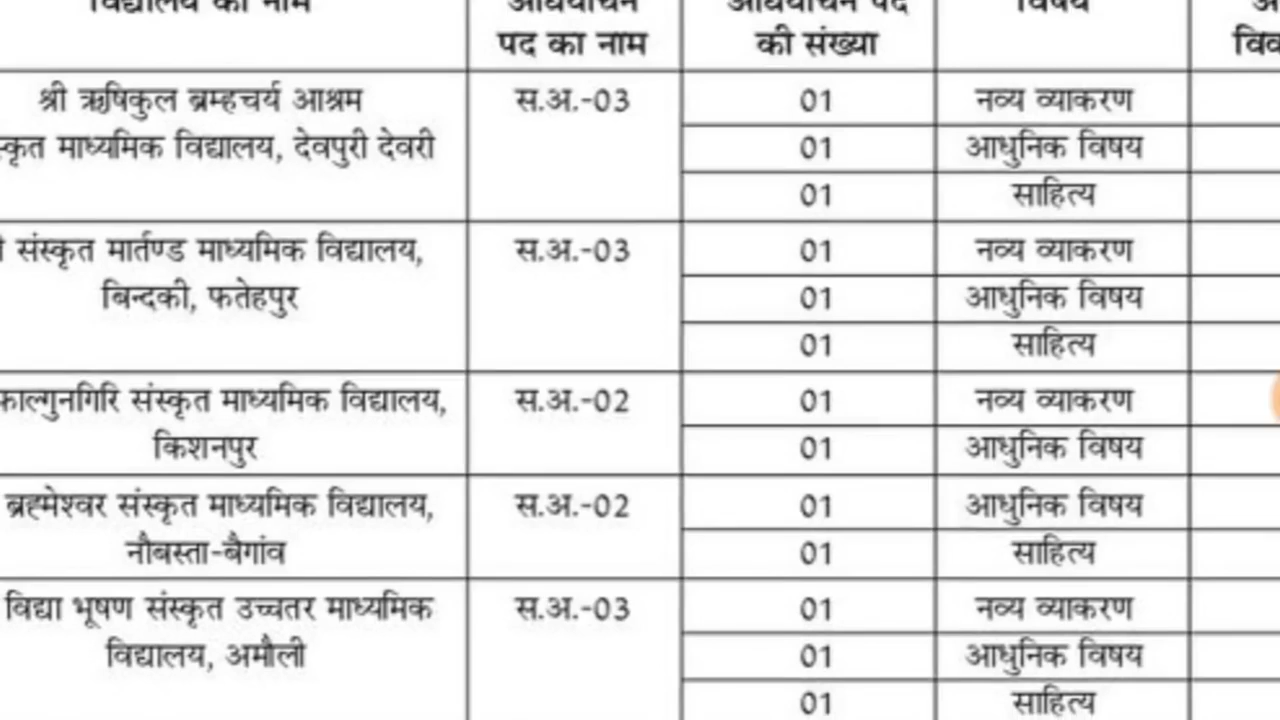 विद्यालय का नाम अधियाचन अधियाचन पद विषय
पद का नाम की संख्या
श्री ऋषिकुल ब्रम्हचर्य आश्रम स.अ.-03 01 नव्य व्याकरण
माध्यमिक विद्यालय, देवपुरी देवरी 01 आधुनिक विषय
01 साहित्य
संस्कृत मार्तण्ड माध्यमिक विद्यालय, स.अ.-03 01 नव्य व्याकरण
बिन्दकी, फतेहपुर 01 आधुनिक विषय
01 साहित्य
फाल्गुनगिरि संस्कृत माध्यमिक विद्यालय, स.अ.-02 01 नव्य व्याकरण
किशनपुर 01 आधुनिक विषय
ब्रह्मेश्वर संस्कृत माध्यमिक विद्यालय, स.अ.-02 01 आधुनिक विषय
नौबस्ता-बैगांव 01 साहित्य
विद्या भूषण संस्कृत उच्चतर माध्यमिक स.अ.-03 01 नव्य व्याकरण
विद्यालय, अमौली 01 आधुनिक विषय
01 साहित्य